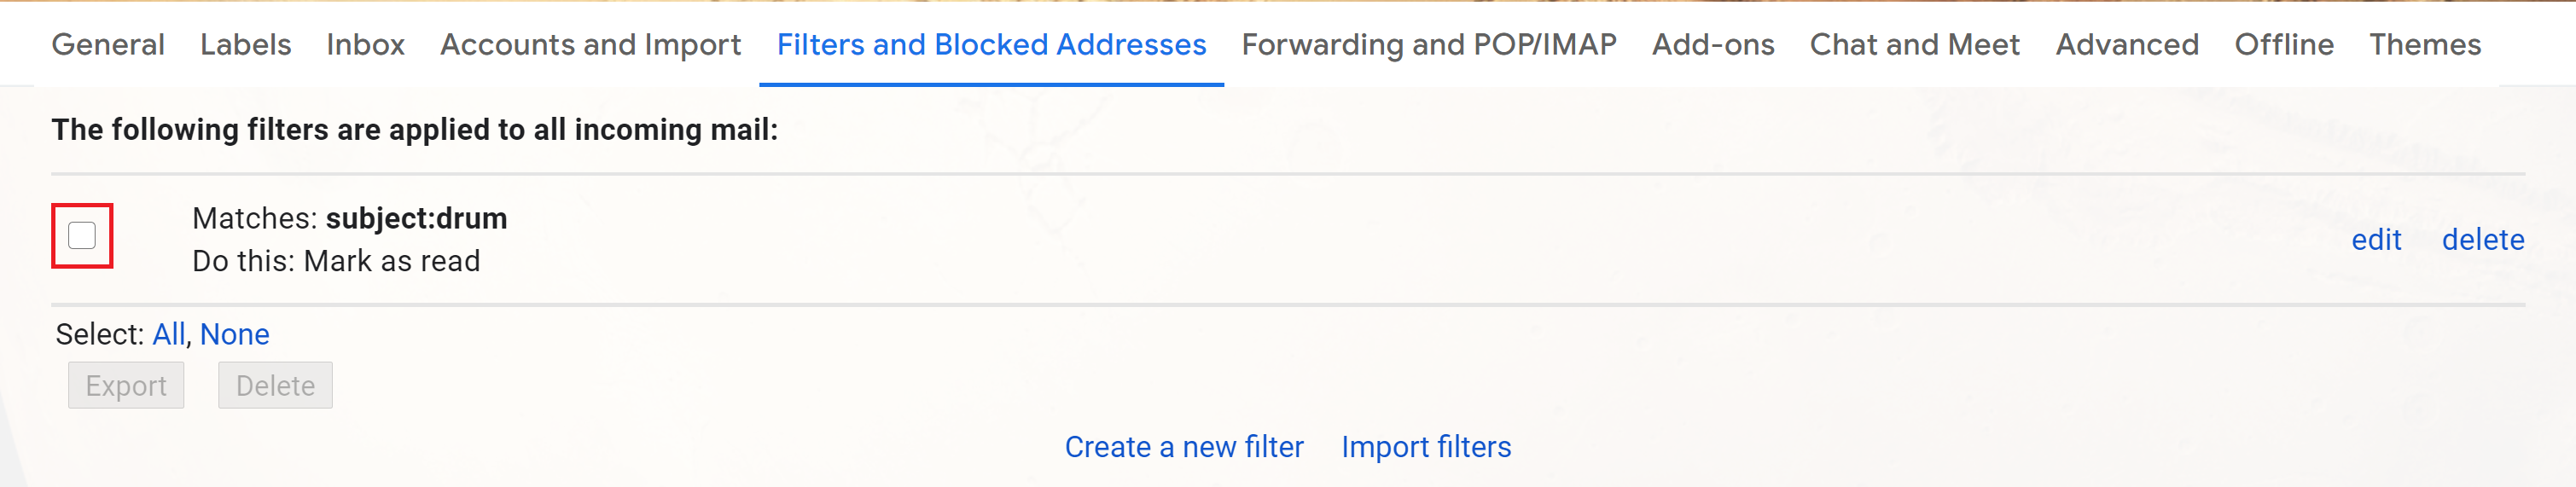 General Labels Inbox Accounts and Import Filters and Blocked Addresses Forwarding and POP/IMAP Add-ons Chat and Meet Advanced Offline Themes
The following filters are applied to all incoming mail:
Matches: subject:drum
Do this: Mark as read
edit delete
Select: All, None
Export Delete
Create a new filter Import filters